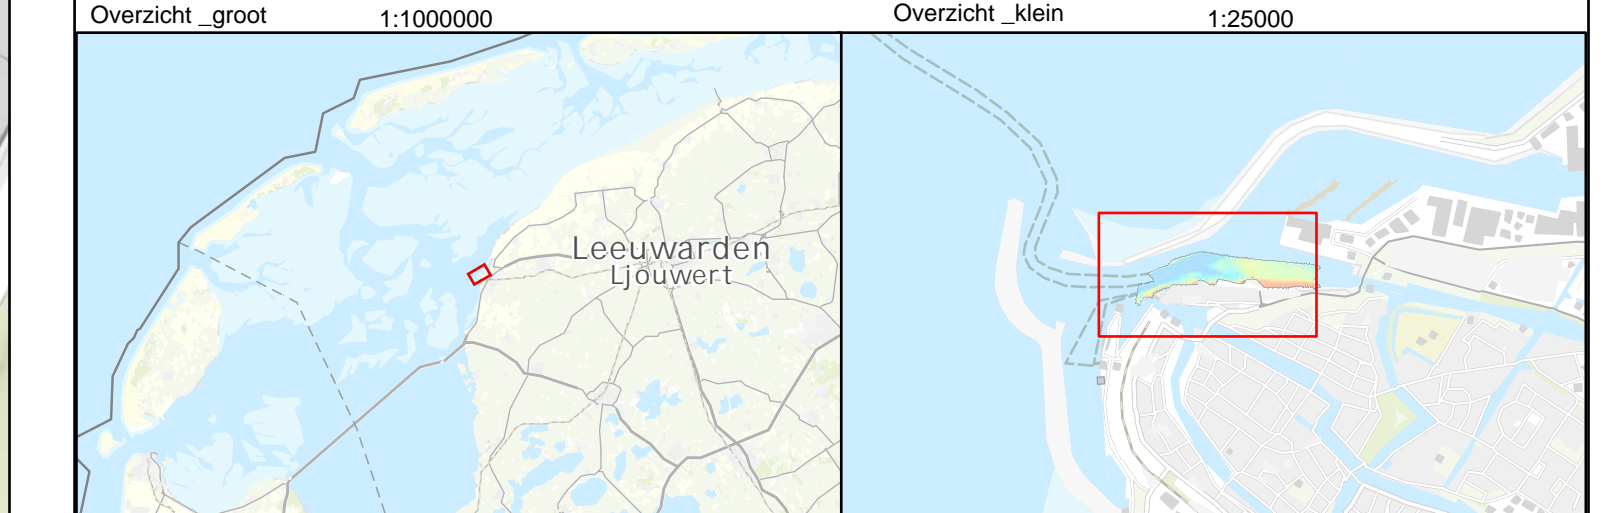 Overzicht _groot 1:1000000
Overzicht _klein 1:25000
Leeuwarden
Ljouwert